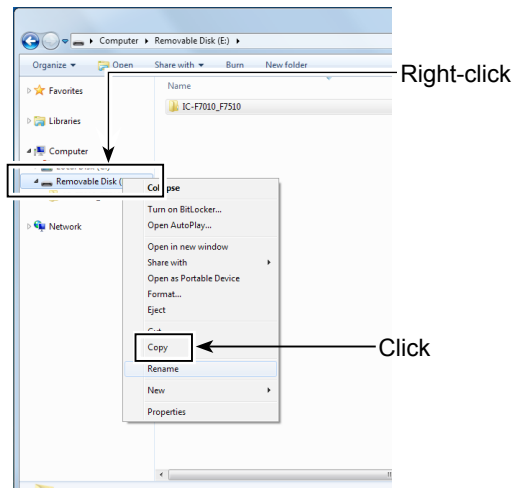 Computer Removable Disk (E:)
Organize Open Share with Burn New folder
Right-click
Favorites
Name
IC-F7010_F7510
Libraries
Computer
Removable Disk (
Network
Turn on BitLocker...
Open AutoPlay...
Open in new window
Share with
Open as Portable Device
Format...
Eject
Copy
Click
Rename
New
Properties